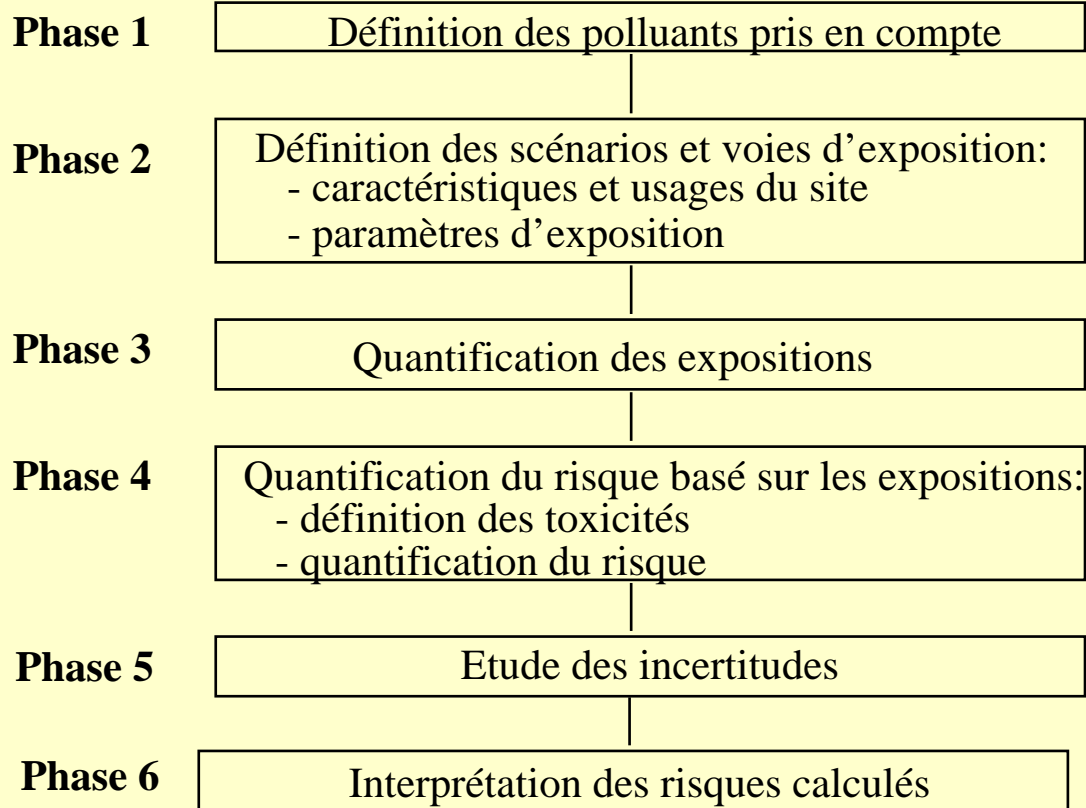 Phase 1 Définition des polluants pris en compte
Phase 2 Définition des scénarios et voies d’exposition:
- caractéristiques et usages du site
- paramètres d’exposition
Phase 3 Quantification des expositions
Phase 4 Quantification du risque basé sur les expositions:
- définition des toxicités
- quantification du risque
Phase 5 Etude des incertitudes
Phase 6 Interprétation des risques calculés